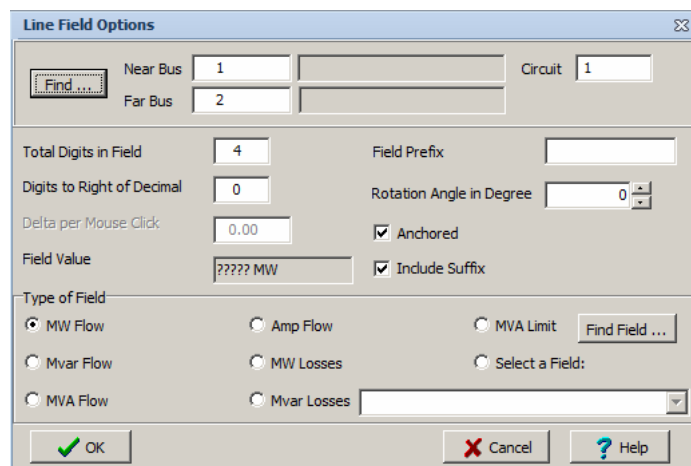 Line Field Options
Near Bus 1 Circuit 1
Find ...
Far Bus 2
Total Digits in Field 4 Field Prefix
Digits to Right of Decimal 0 Rotation Angle in Degree 0
Delta per Mouse Click 0.00 Anchored
Field Value ????? MW Include Suffix
Type of Field
MW Flow Amp Flow MVA Limit Find Field ...
Mvar Flow MW Losses Select a Field:
MVA Flow Mvar Losses
OK Cancel ? Help